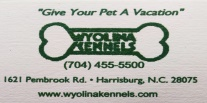 "Give Your Pet A Vacation"
WYOLINA
KENNELS
(704) 455-5500
1621 Pembrook Rd. • Harrisburg, N.C. 28075
www.wyolinakennels.com